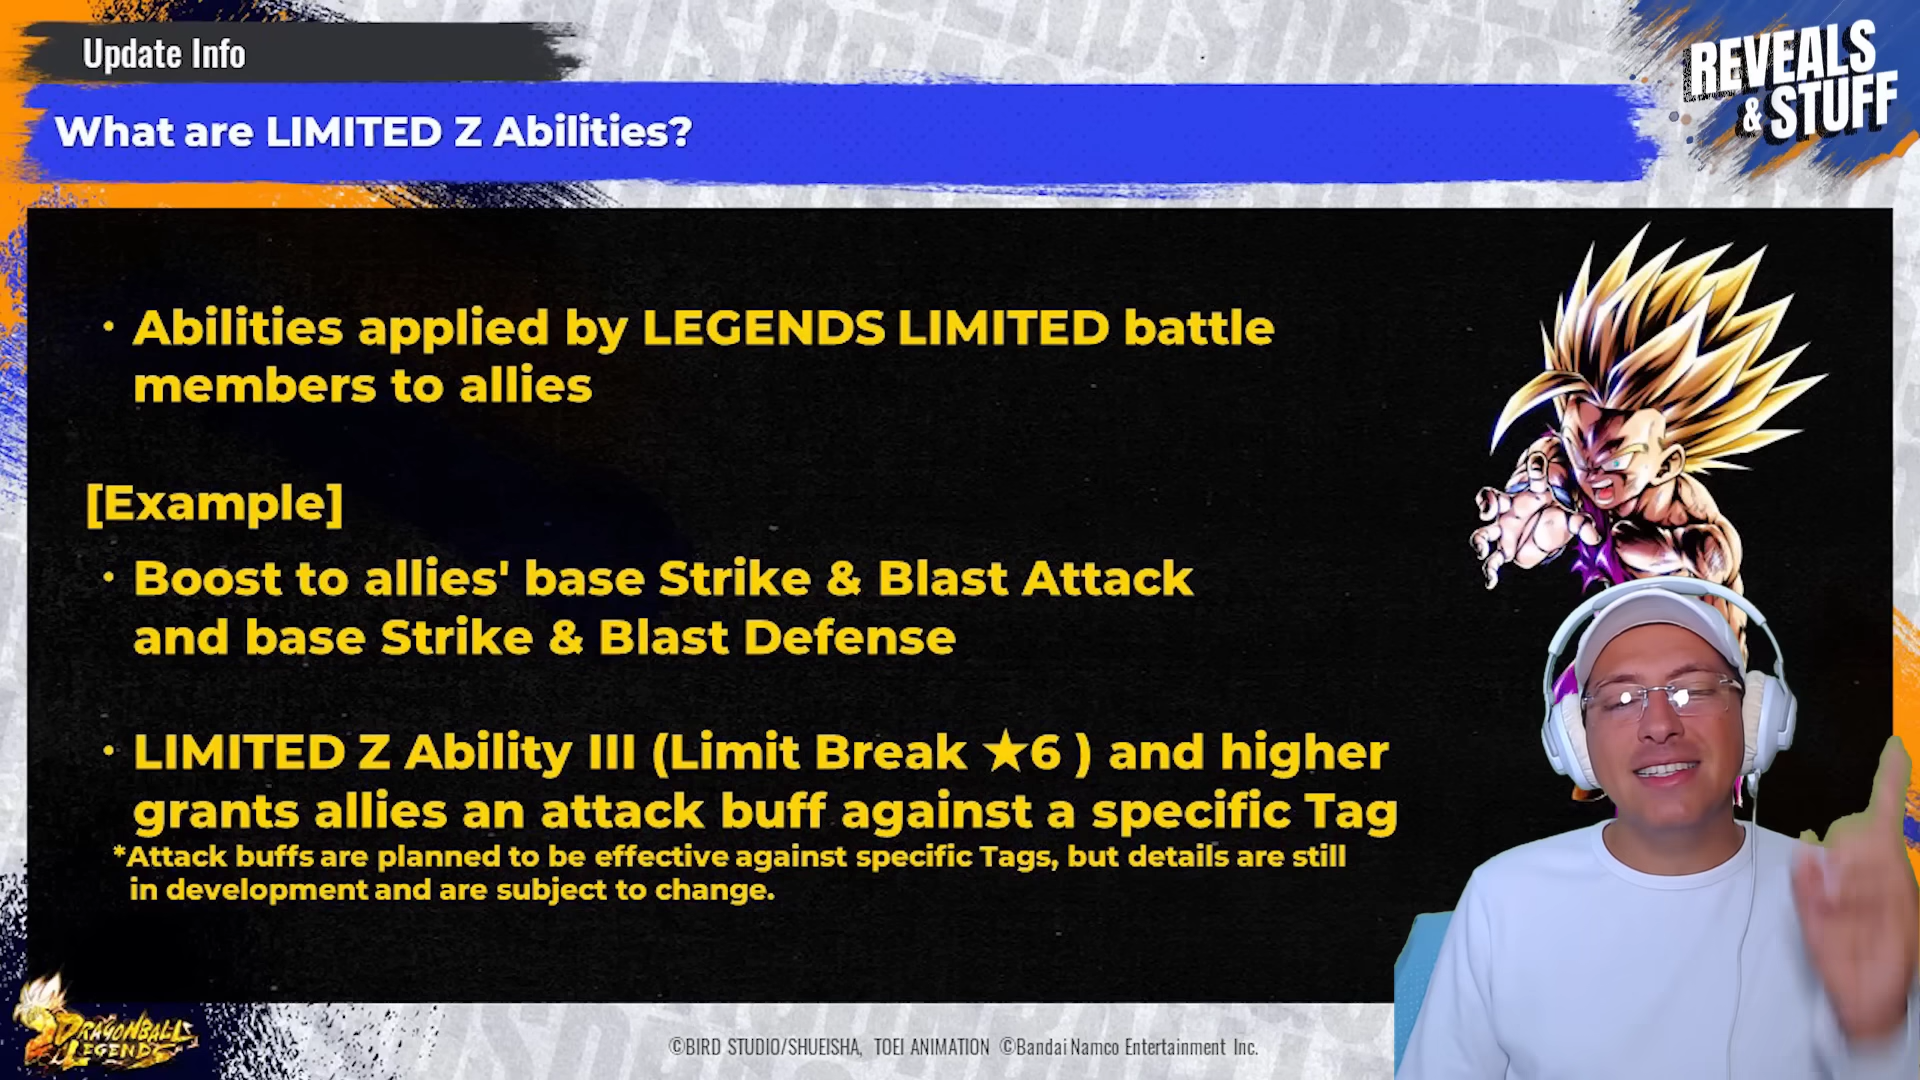 Update Info
REVEALS
& STUFF
What are LIMITED Z Abilities?
・Abilities applied by LEGENDS LIMITED battle
members to allies
[Example]
・Boost to allies' base Strike & Blast Attack
and base Strike & Blast Defense
・LIMITED Z Ability III (Limit Break ★6 ) and higher
grants allies an attack buff against a specific Tag
*Attack buffs are planned to be effective against specific Tags, but details are still
in development and are subject to change.
DRAGONBALL
LEGENDS
©BIRD STUDIO/SHUEISHA, TOEI ANIMATION ©Bandai Namco Entertainment Inc.